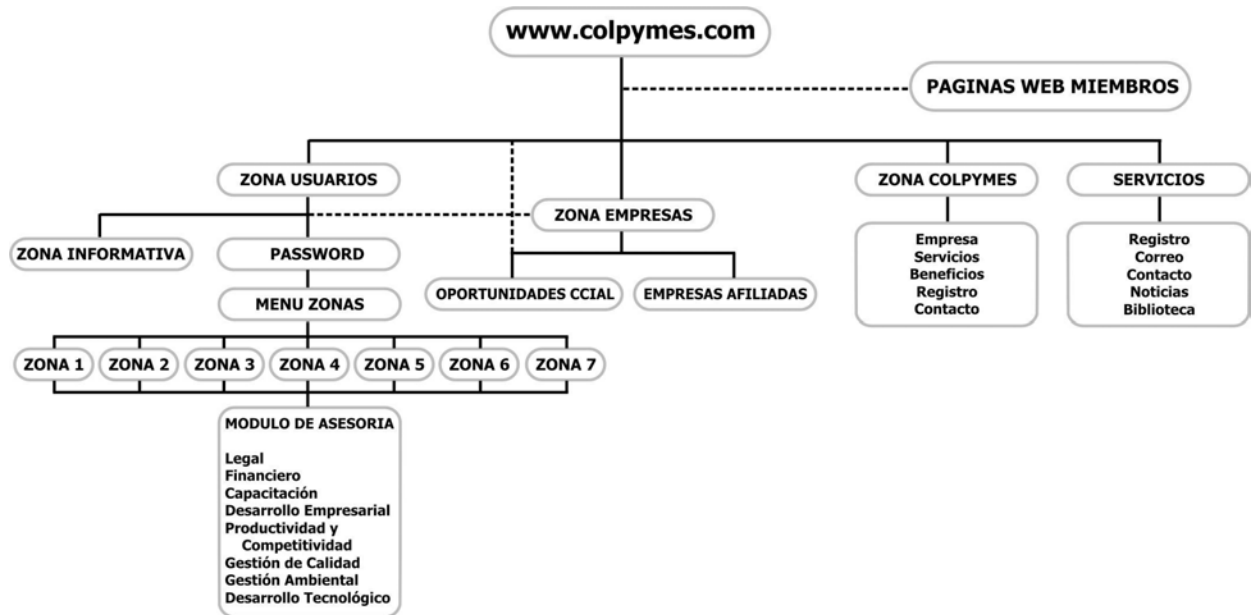 www.colpymes.com
PAGINAS WEB MIEMBROS
ZONA USUARIOS
ZONA COLPYMES
SERVICIOS
ZONA EMPRESAS
ZONA INFORMATIVA
PASSWORD
Empresa
Servicios
Beneficios
Registro
Contacto
Registro
Correo
Contacto
Noticias
Biblioteca
OPORTUNIDADES CCIAL
EMPRESAS AFILIADAS
MENU ZONAS
ZONA 1
ZONA 2
ZONA 3
ZONA 4
ZONA 5
ZONA 6
ZONA 7
MODULO DE ASESORIA
Legal
Financiero
Capacitación
Desarrollo Empresarial
Productividad y
Competitividad
Gestión de Calidad
Gestión Ambiental
Desarrollo Tecnológico